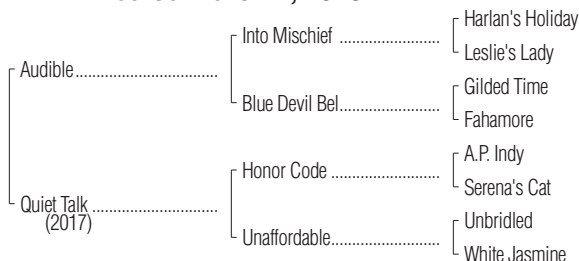 Harlan's Holiday
Into Mischief
Leslie's Lady
Audible
Gilded Time
Blue Devil Bel
Fahamore
A.P. Indy
Honor Code
Serena's Cat
Quiet Talk
(2017)
Unbridled
Unaffordable
White Jasmine